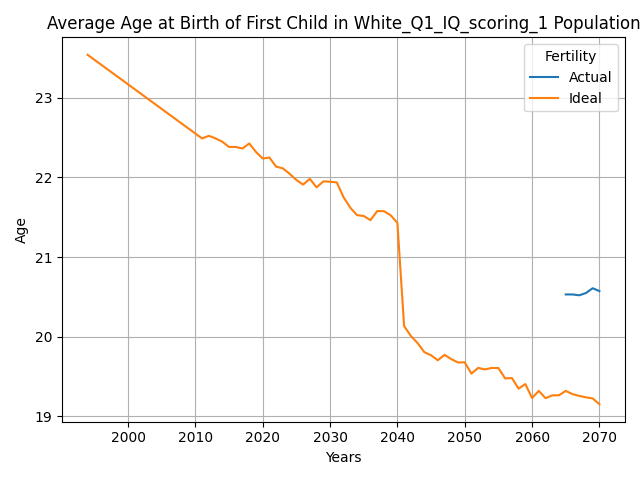 Average Age at Birth of First Child in White_Q1_IQ_scoring_1 Population
Fertility
Actual
Ideal
Age
23
22
21
20
19
2000 2010 2020 2030 2040 2050 2060 2070
Years